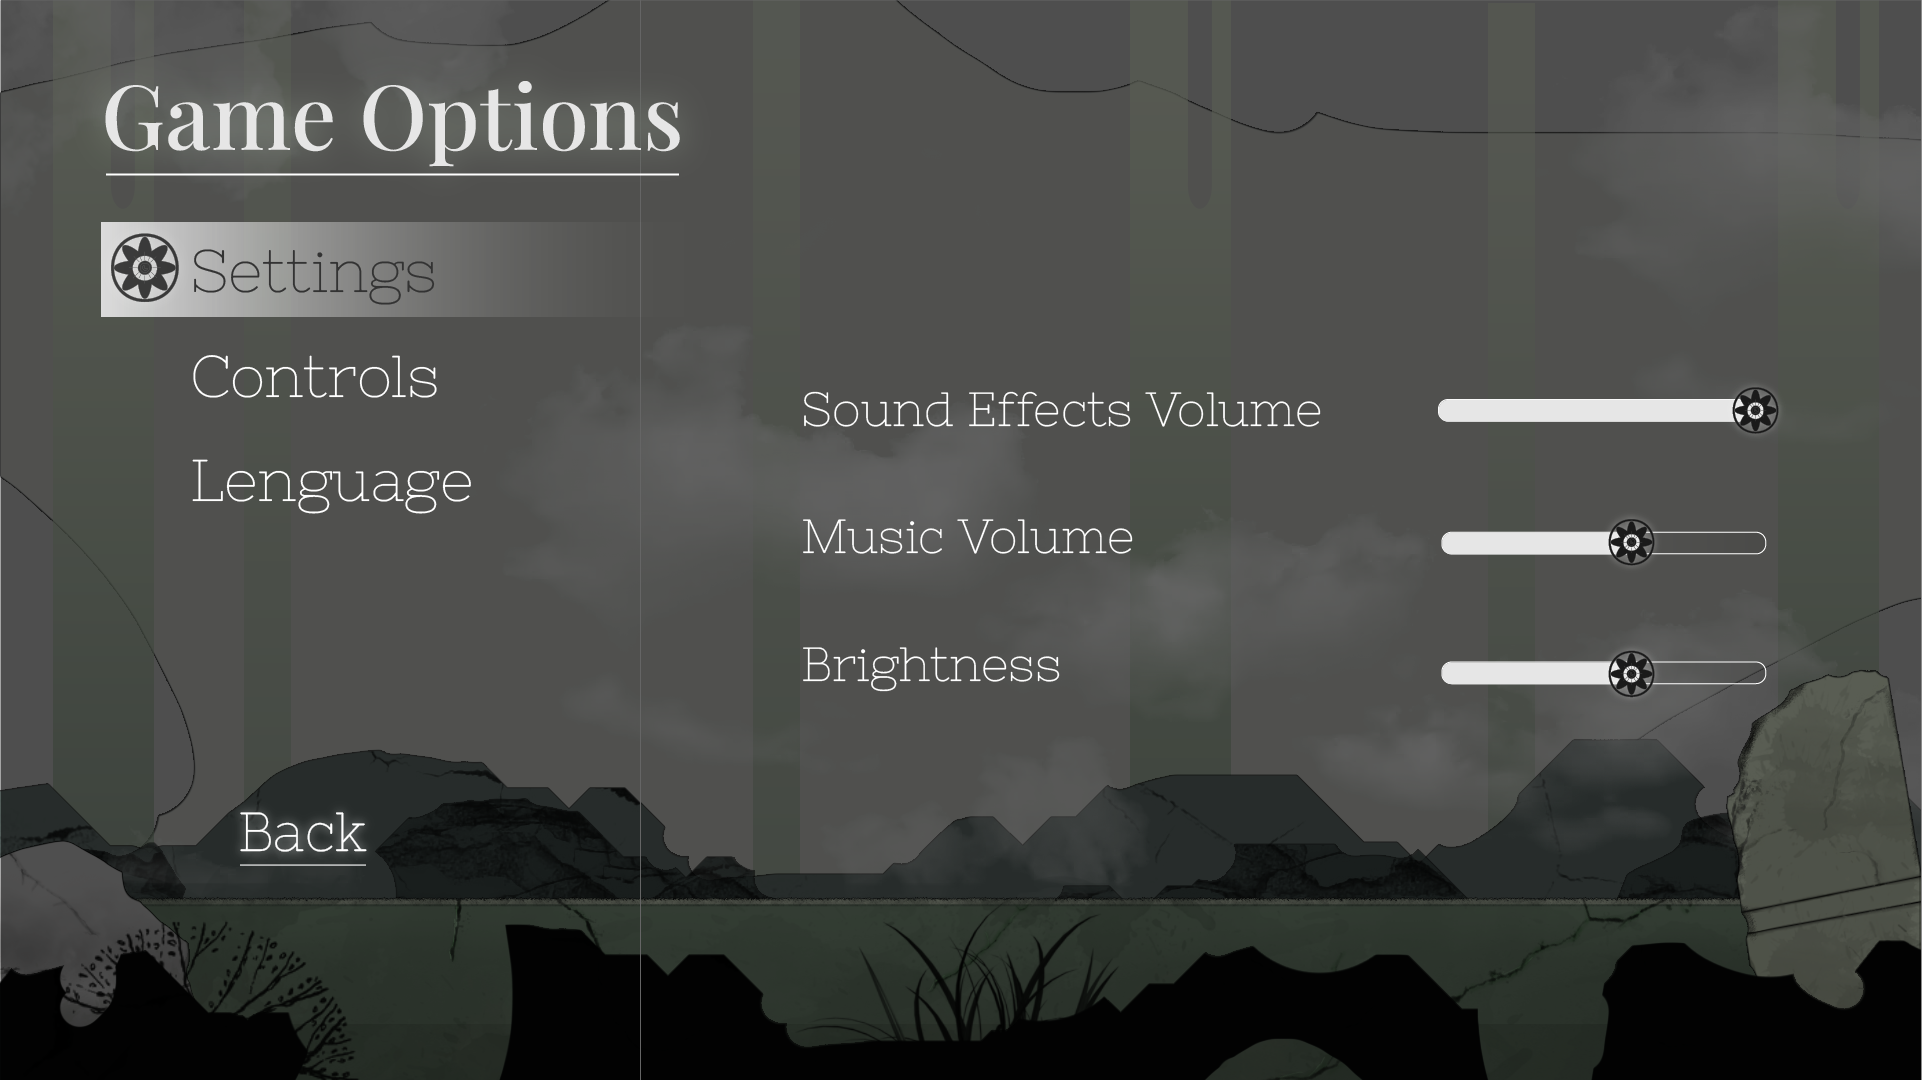 Game Options
Settings
Controls
Lenguage
Sound Effects Volume
Music Volume
Brightness
Back